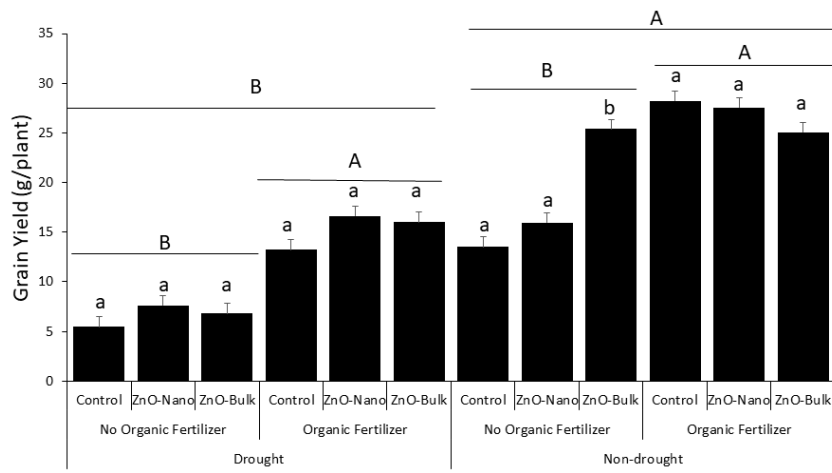 A
35
B
A
30
a
a
B
b
a
25
A
20
a
a
a
a
15
B
a
a
10
a
a
a
5
0
Grain Yield (g/plant)
Control ZnO-Nano ZnO-Bulk Control ZnO-Nano ZnO-Bulk Control ZnO-Nano ZnO-Bulk Control ZnO-Nano ZnO-Bulk
No Organic Fertilizer Organic Fertilizer No Organic Fertilizer Organic Fertilizer
Drought Non-drought